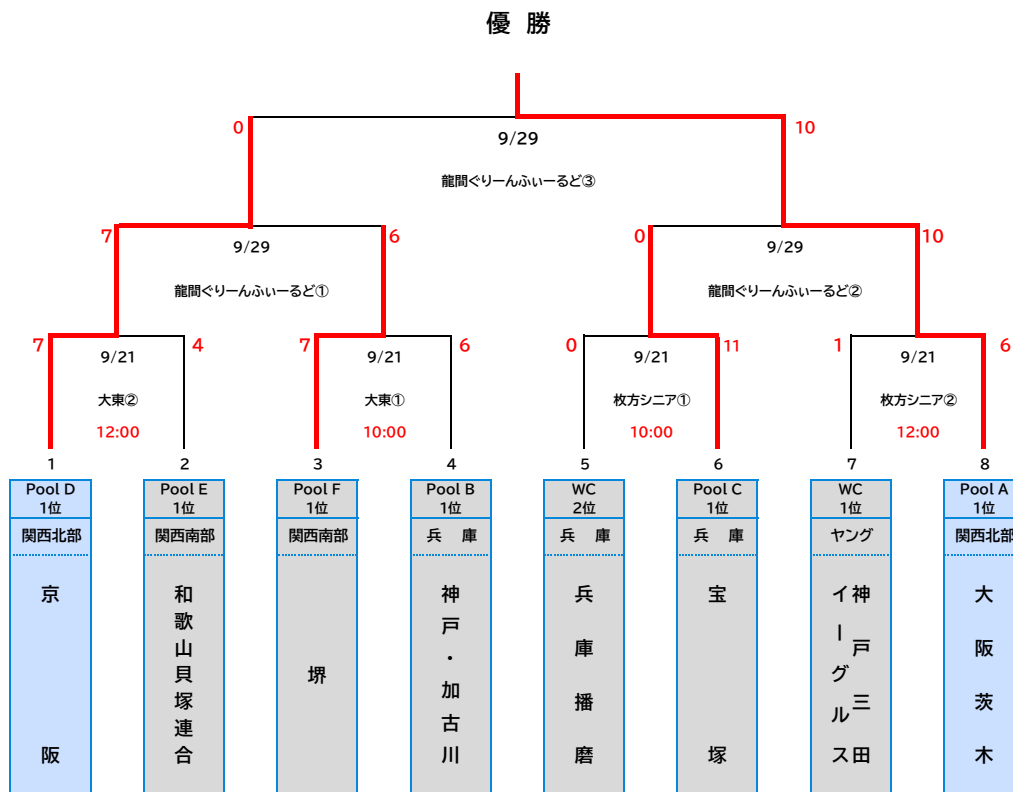 優 勝
0
10
9/29
龍間ぐりーんふぃーるど③
7
6
0
10
9/29
9/29
龍間ぐりーんふぃーるど①
龍間ぐりーんふぃーるど②
7
4
7
6
0
11
1
6
9/21
9/21
9/21
9/21
大東②
大東①
枚方シニア①
枚方シニア②
12:00
10:00
10:00
12:00
1
2
3
4
5
6
7
8
Pool D
1位
関西北部
京阪
Pool E
1位
関西南部
和歌山貝塚連合
Pool F
1位
関西南部
堺
Pool B
1位
兵 庫
神戸・加古川
WC
2位
兵 庫
兵庫播磨
Pool C
1位
兵 庫
宝塚
WC
1位
ヤング
神戸三田
イーグルス
Pool A
1位
関西北部
大阪茨木